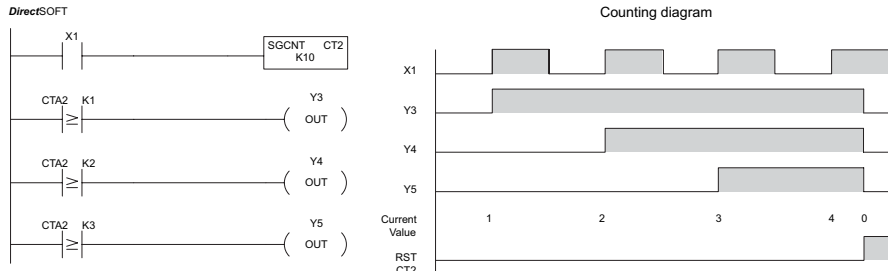 DirectSOFT
X1
SGCNT CT2
K10
CTA2 K1
≥
Y3
OUT
CTA2 K2
≥
Y4
OUT
CTA2 K3
≥
Y5
OUT
Counting diagram
X1
Y3
Y4
Y5
Current
Value
1 2 3 4 0
RST
CT2